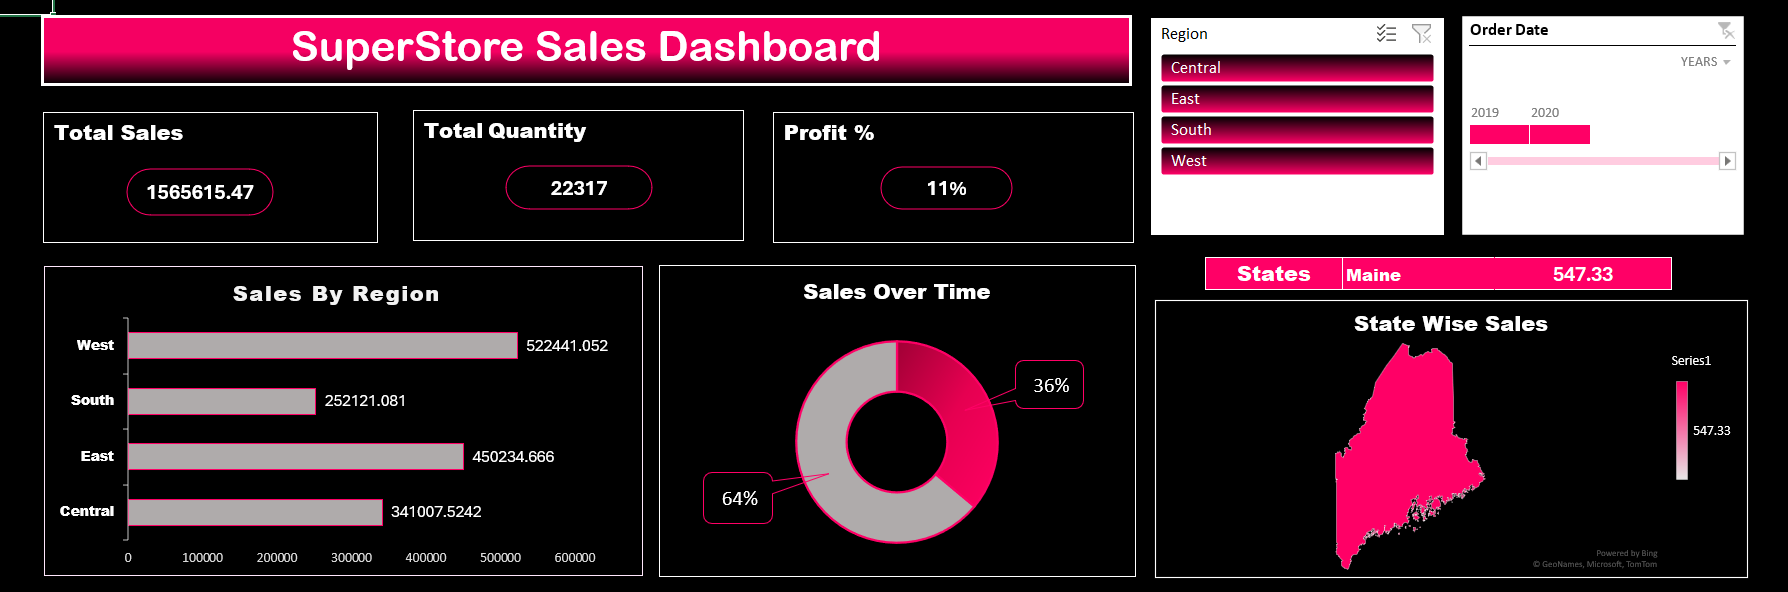 SuperStore Sales Dashboard
Region
Central
East
South
West
Order Date
YEARS
2019 2020
Total Sales
1565615.47
Total Quantity
22317
Profit %
11%
States Maine 547.33
Sales By Region
West 522441.052
South 252121.081
East 450234.666
Central 341007.5242
0 100000 200000 300000 400000 500000 600000
Sales Over Time
36%
64%
State Wise Sales
Series1
547.33
Powered by Bing
© GeoNames, Microsoft, TomTom